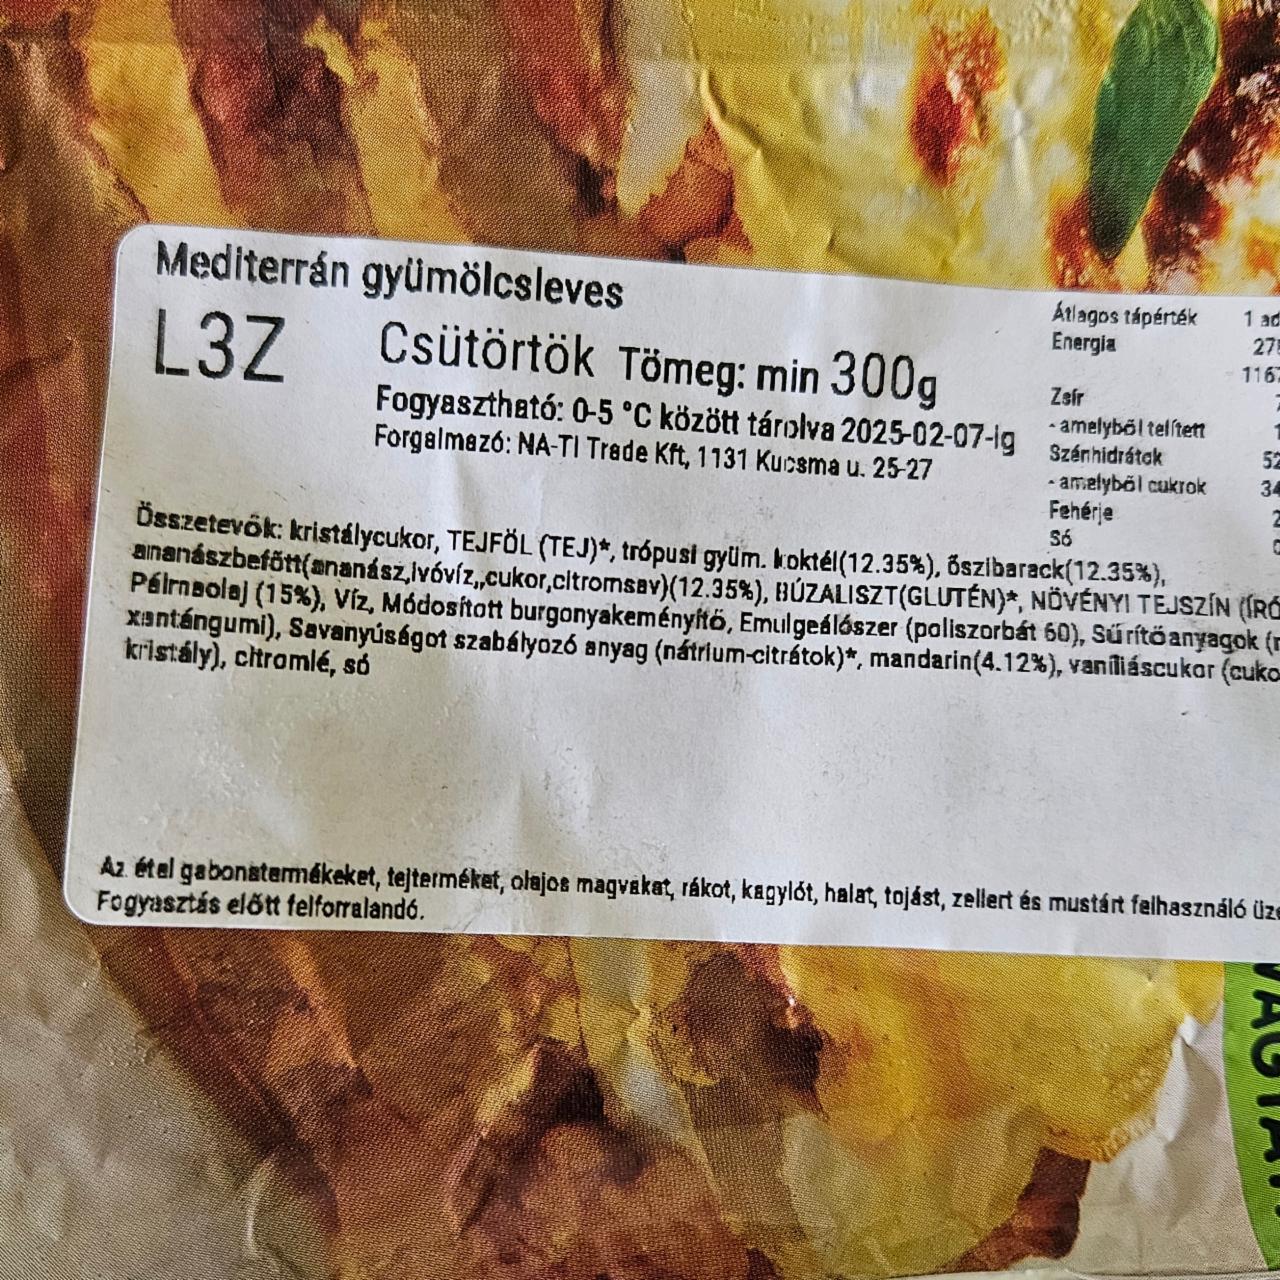 Mediterrán gyümölcsleves
L3Z Csütörtök Tömeg: min 300g
Fogyasztható: 0-5 °C között tárolva 2025-02-07-ig
Forgalmazó: NA-TI Trade Kft, 1131 Kucsma u. 25-27
Átlagos tápérték 1
Energia
Zsír
- amelyből telített
Szénhidrátok
- amelyből cukrok
Fehérje
Só
Összetevők: kristálycukor, TEJFÖL (TEJ)*, trópusi gyüm. koktél(12.35%), őszibarack(12.35%),
ananászbefőtt(ananász,ivóvíz,,cukor,citromsav)(12.35%), BÚZALISZT(GLUTÉN)*, NÖVÉNYI TEJSZÍN
Pálmaolaj (15%), Víz, Módosított burgonyakeményítő, Emulgeálószer (poliszorbát 60), Sűrítőanyagok
xantángumi), Savanyúságot szabályozó anyag (nátrium-citrátok)*, mandarin(4.12%), vaníliáscukor
kristály), citromlé, só
Az étel gabonatermékeket, tejterméket, olajos magvakat, rákot, kagylót, halat, tojást, zellert és mustárt felhasználó
Fogyasztás előtt felforralandó.